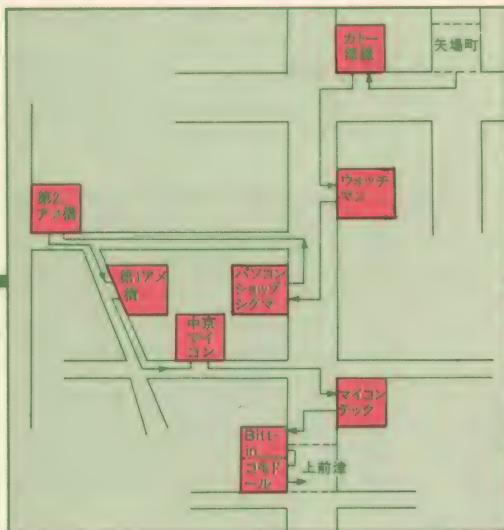 カトー
無線
矢場町
ウォッチ
マン
第2
アメ横
第1アメ
横
パソコン
ショップ
シグマ
中京
マイコ
ン
マイコン
テック
Bitt-
in
コモド
ール
上前津